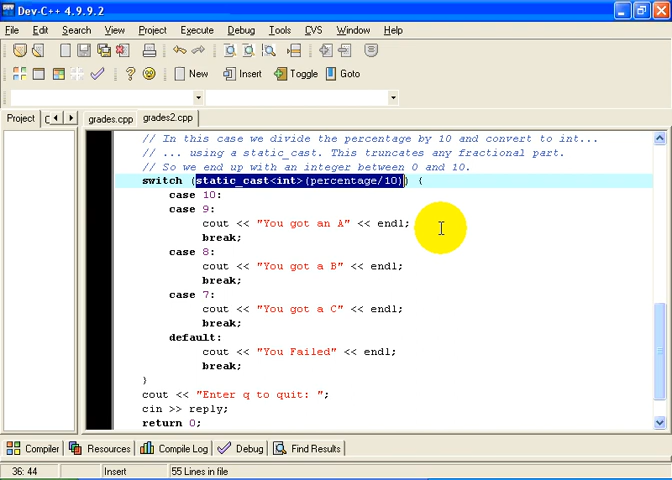 Dev-C++ 4.9.9.2
File Edit Search View Project Execute Debug Tools CVS Window Help
New Insert Toggle Goto
Project C grades.cpp grades2.cpp
// In this case we divide the percentage by 10 and convert to int...
// ... using a static_cast. This truncates any fractional part.
// So we end up with an integer between 0 and 10.
switch (static_cast<int>(percentage/10)) {
case 10:
case 9:
cout << "You got an A" << endl;
break;
case 8:
cout << "You got a B" << endl;
break;
case 7:
cout << "You got a C" << endl;
break;
default:
cout << "You Failed" << endl;
break;
}
cout << "Enter q to quit: ";
cin >> reply;
return 0;
Compiler Resources Compile Log Debug Find Results
36: 44 Insert 55 Lines in file